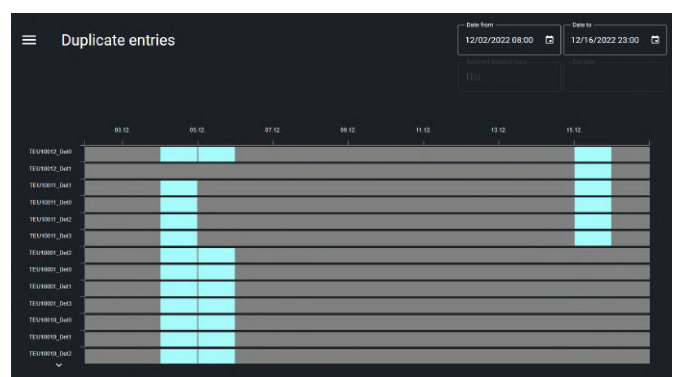 Duplicate entries
Date from
12/02/2022 08:00
Date to
12/16/2022 23:00
TEU
03.12. 05.12. 07.12. 09.12. 11.12. 13.12. 15.12.
TEU10012_Det0
TEU10012_Det1
TEU10011_Det1
TEU10011_Det0
TEU10011_Det2
TEU10011_Det3
TEU10001_Det2
TEU10001_Det0
TEU10001_Det1
TEU10001_Det3
TEU10010_Det0
TEU10010_Det1
TEU10010_Det2